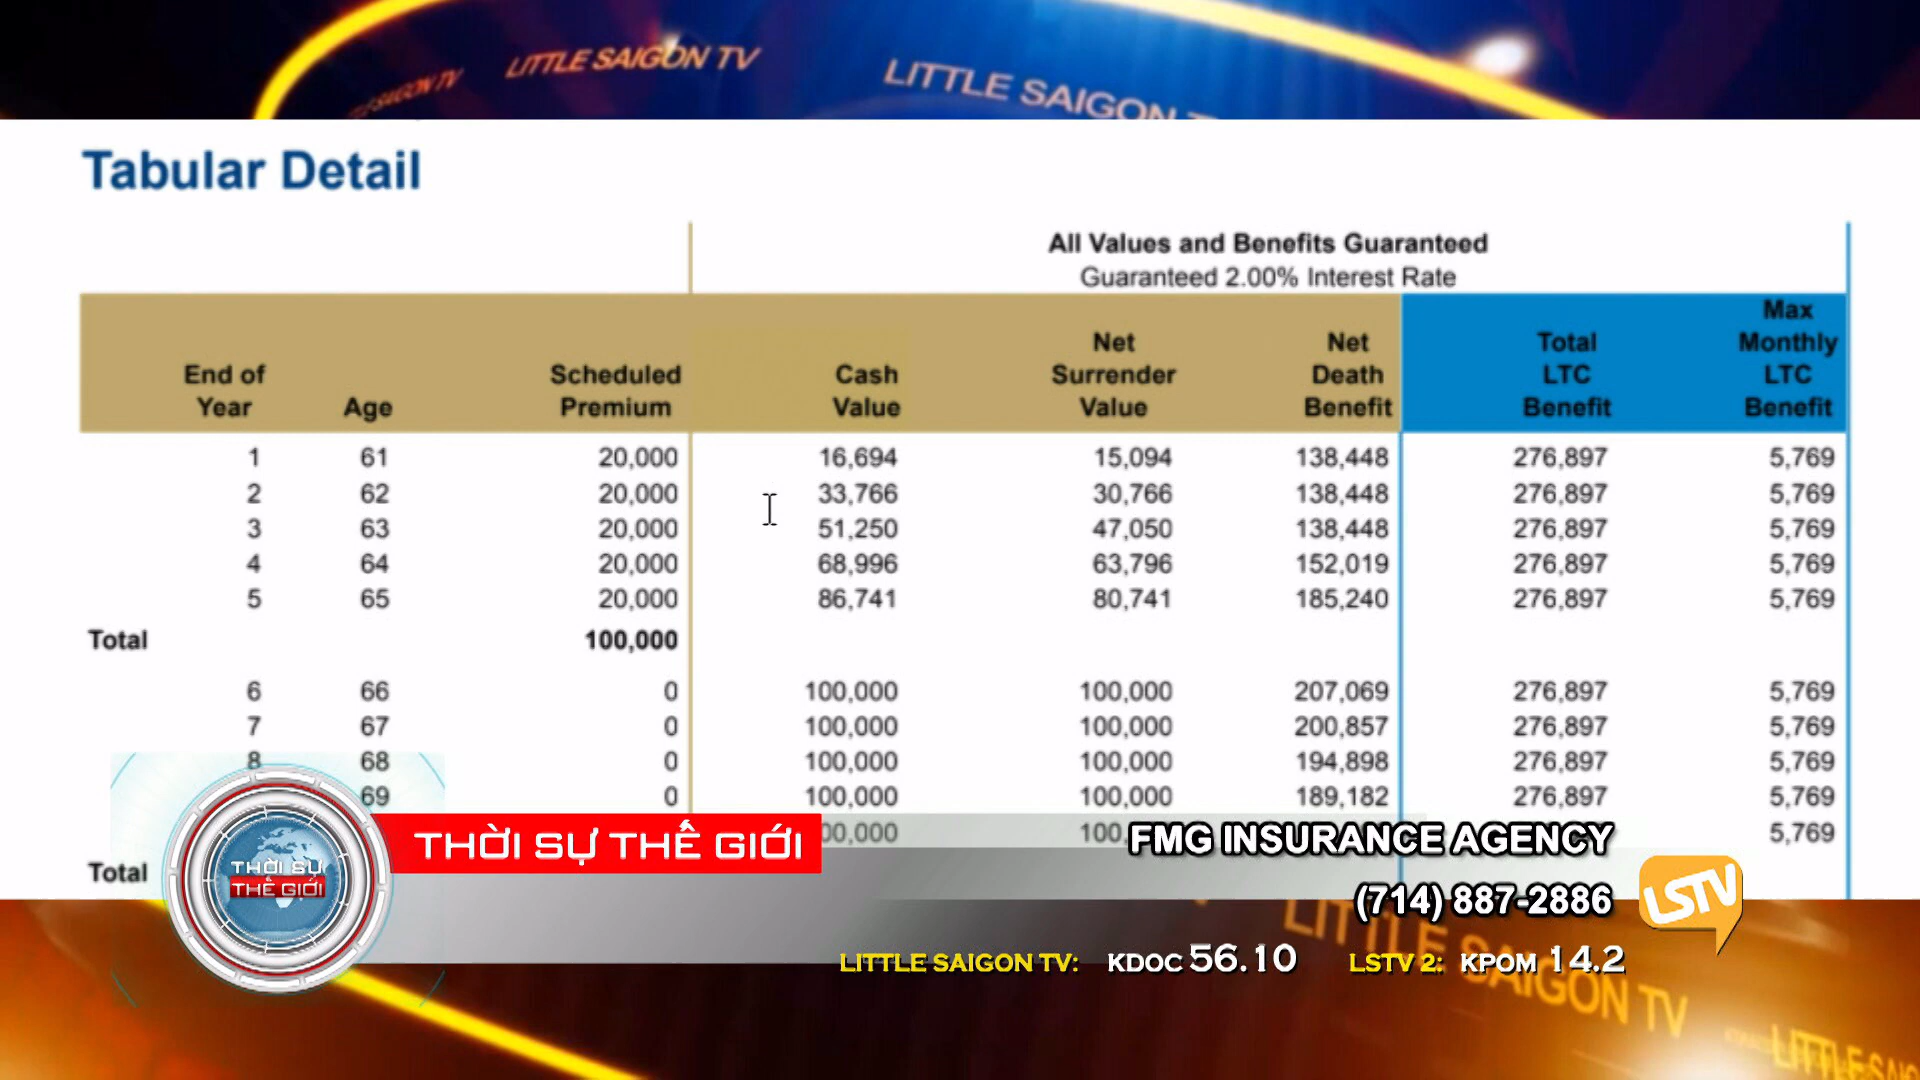 LITTLE SAIGON TV
LITTLE SAIGON TV
Tabular Detail
All Values and Benefits Guaranteed
Guaranteed 2.00% Interest Rate
End of Year Age Scheduled Premium Cash Value Net Surrender Value Net Death Benefit Total LTC Benefit Max Monthly LTC Benefit
1 61 20,000 16,694 15,094 138,448 276,897 5,769
2 62 20,000 33,766 30,766 138,448 276,897 5,769
3 63 20,000 51,250 47,050 138,448 276,897 5,769
4 64 20,000 68,996 63,796 152,019 276,897 5,769
5 65 20,000 86,741 80,741 185,240 276,897 5,769
Total 100,000
6 66 0 100,000 100,000 207,069 276,897 5,769
7 67 0 100,000 100,000 200,857 276,897 5,769
8 68 0 100,000 100,000 194,898 276,897 5,769
69 0 100,000 100,000 189,182 276,897 5,769
5,769
Total
THỜI SỰ THẾ GIỚI
THỜI SỰ
THẾ GIỚI
FMG INSURANCE AGENCY
(714) 887-2886
LSTV
LITTLE SAIGON TV: KDOC 56.10 LSTV 2: KPOM 14.2
LITTLE SAIGON TV